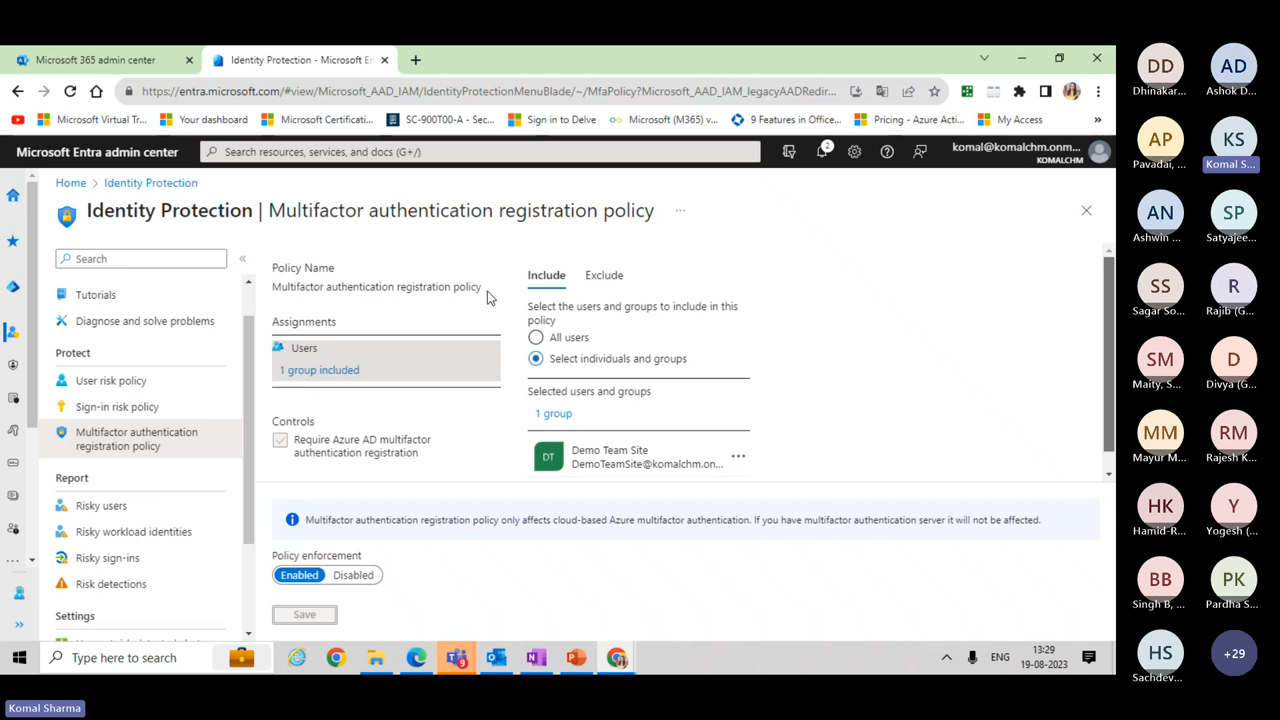 Microsoft 365 admin center
Identity Protection - Microsoft E
https://entra.microsoft.com/#view/Microsoft_AAD_IAM/IdentityProtectionMenuBlade/~/MfaPolicy?Microsoft_AAD_IAM_legacyAADRedir...
Microsoft Virtual Tr...
Your dashboard
Microsoft Certificati...
SC-900T00-A - Sec...
Sign in to Delve
Microsoft (M365) v...
9 Features in Office...
Pricing - Azure Acti...
My Access
»
Microsoft Entra admin center
Search resources, services, and docs (G+/)
2
komal@komalchm.onm...
KOMALCHM
Home > Identity Protection
Identity Protection | Multifactor authentication registration policy
...
Search
«
Tutorials
Diagnose and solve problems
Protect
User risk policy
Sign-in risk policy
Multifactor authentication
registration policy
Report
Risky users
Risky workload identities
Risky sign-ins
Risk detections
Settings
Policy Name
Multifactor authentication registration policy
Assignments
Users
1 group included
Controls
Require Azure AD multifactor
authentication registration
Include
Exclude
Select the users and groups to include in this
policy
All users
Select individuals and groups
Selected users and groups
1 group
DT
Demo Team Site
DemoTeamSite@komalchm.on...
Multifactor authentication registration policy only affects cloud-based Azure multifactor authentication. If you have multifactor authentication server it will not be affected.
Policy enforcement
Enabled
Disabled
Save
»
Type here to search
9
ENG
13:29
19-08-2023
DD
Dhinakar...
AD
Ashok D...
AP
Pavadai, ...
KS
Komal S...
AN
Ashwin ...
SP
Satyajee...
SS
Sagar So...
R
Rajib (G...
SM
Maity, S...
D
Divya (G...
MM
Mayur M...
RM
Rajesh K...
HK
Hamid-R...
Y
Yogesh (...
BB
Singh B, ...
PK
Pardha S...
HS
Sachdev...
+29
Komal Sharma